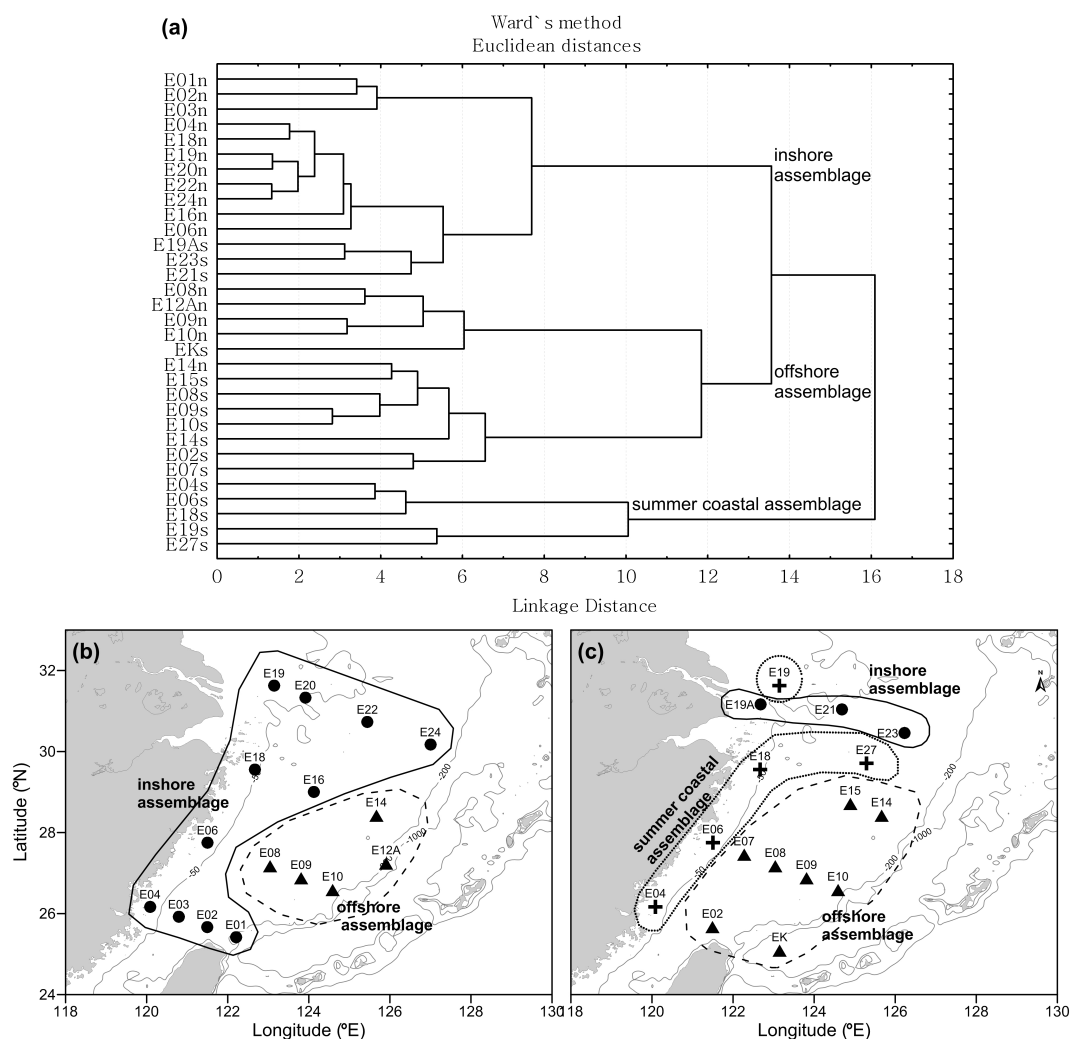 (a)
Ward`s method
Euclidean distances
E01n
E02n
E03n
E04n
E18n
E19n
E20n
E22n
E24n
E16n
E06n
E19As
E23s
E21s
E08n
E12An
E09n
E10n
EKs
E14n
E15s
E08s
E09s
E10s
E14s
E02s
E07s
E04s
E06s
E18s
E19s
E27s
inshore
assemblage
offshore
assemblage
summer coastal assemblage
0 2 4 6 8 10 12 14 16 18
Linkage Distance
(b)
32
30
28
26
24
Latitude (ºN)
E19
E20
E22
E24
E18
E16
E14
E06
E12A
E08
E09
E10
E04
E03
E02
E01
inshore
assemblage
offshore
assemblage
-50
-200
-1000
-50
118 120 122 124 126 128 130
Longitude (ºE)
(c)
N
E19
inshore
assemblage
E19A
E21
E23
E18
E27
E15
E14
E06
E07
E08
E09
E10
E04
E02
EK
summer coastal
assemblage
offshore
assemblage
-200
-1000
-200
-50
118 120 122 124 126 128 130
Longitude (ºE)